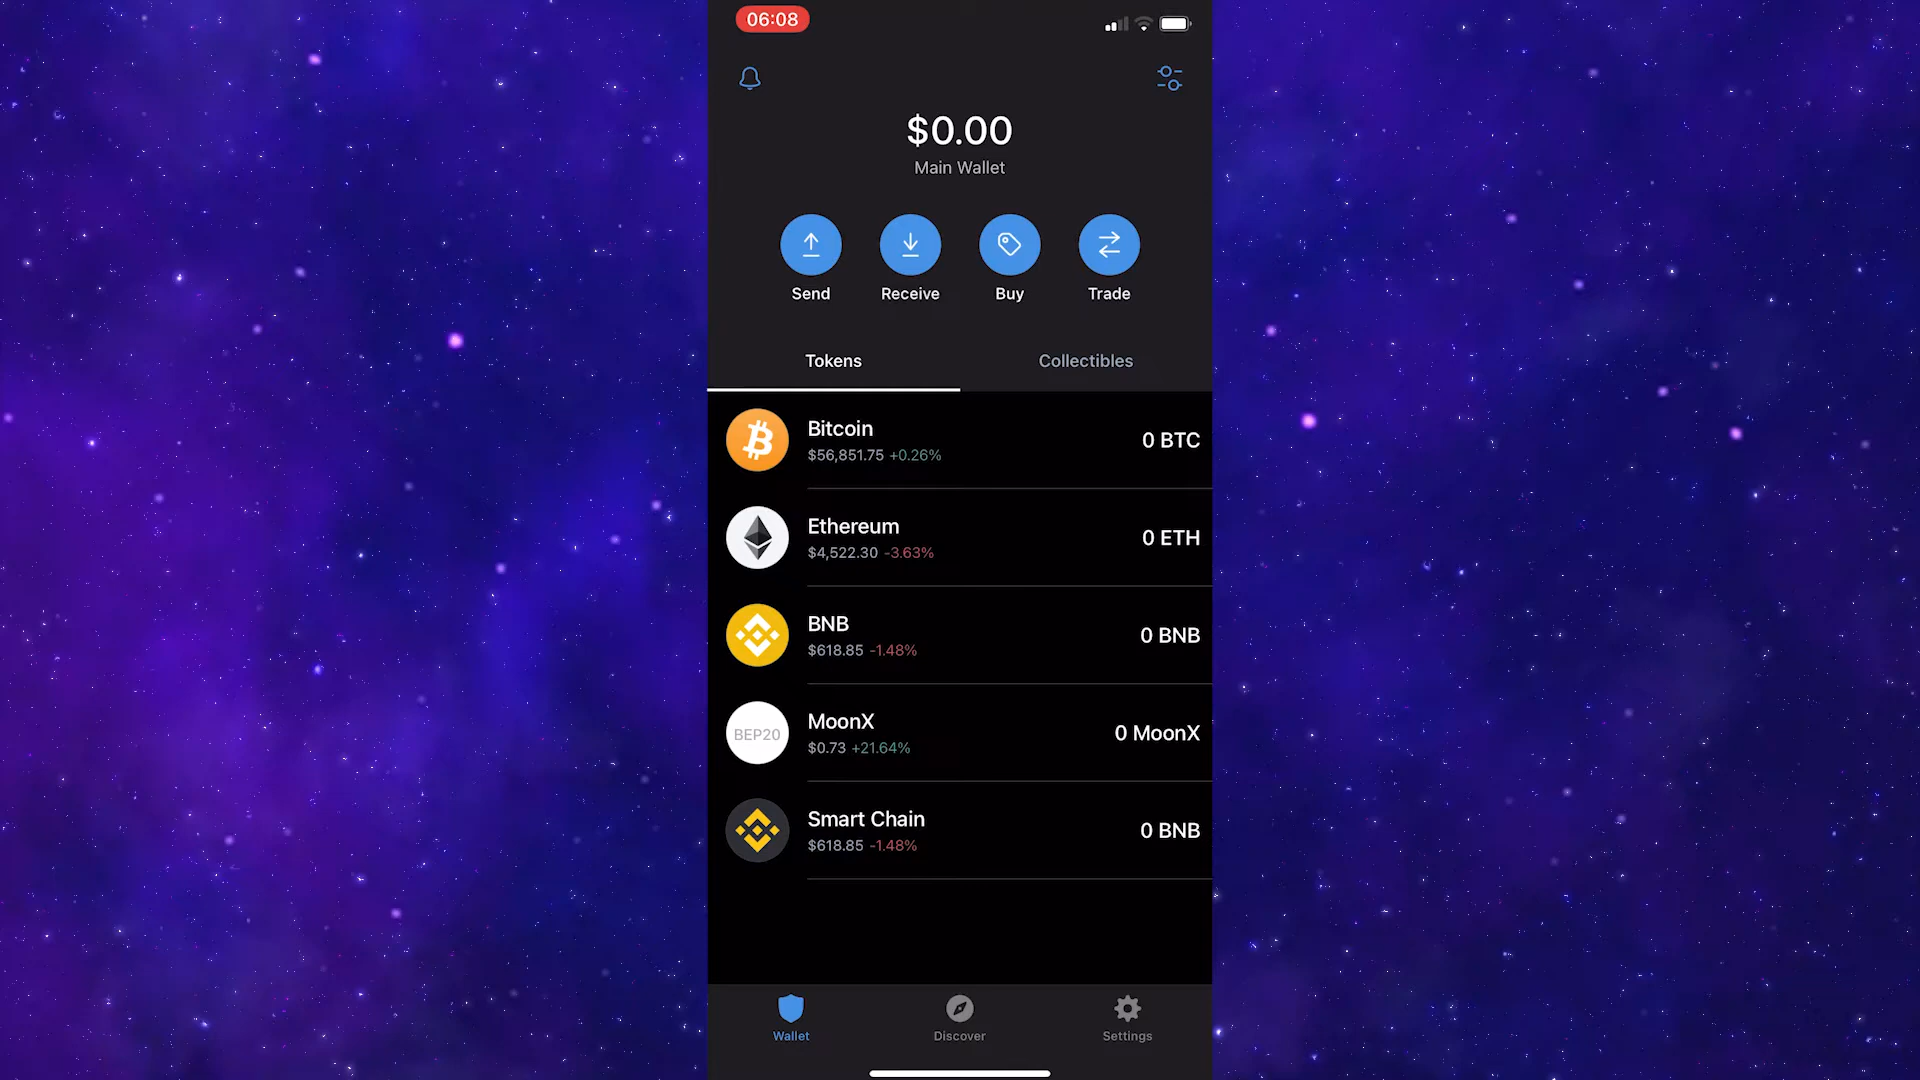 06:08
$0.00
Main Wallet
Send Receive Buy Trade
Tokens Collectibles
Bitcoin
$56,851.75 +0.26%
0 BTC
Ethereum
$4,522.30 -3.63%
0 ETH
BNB
$618.85 -1.48%
0 BNB
BEP20
MoonX
$0.73 +21.64%
0 MoonX
Smart Chain
$618.85 -1.48%
0 BNB
Wallet Discover Settings